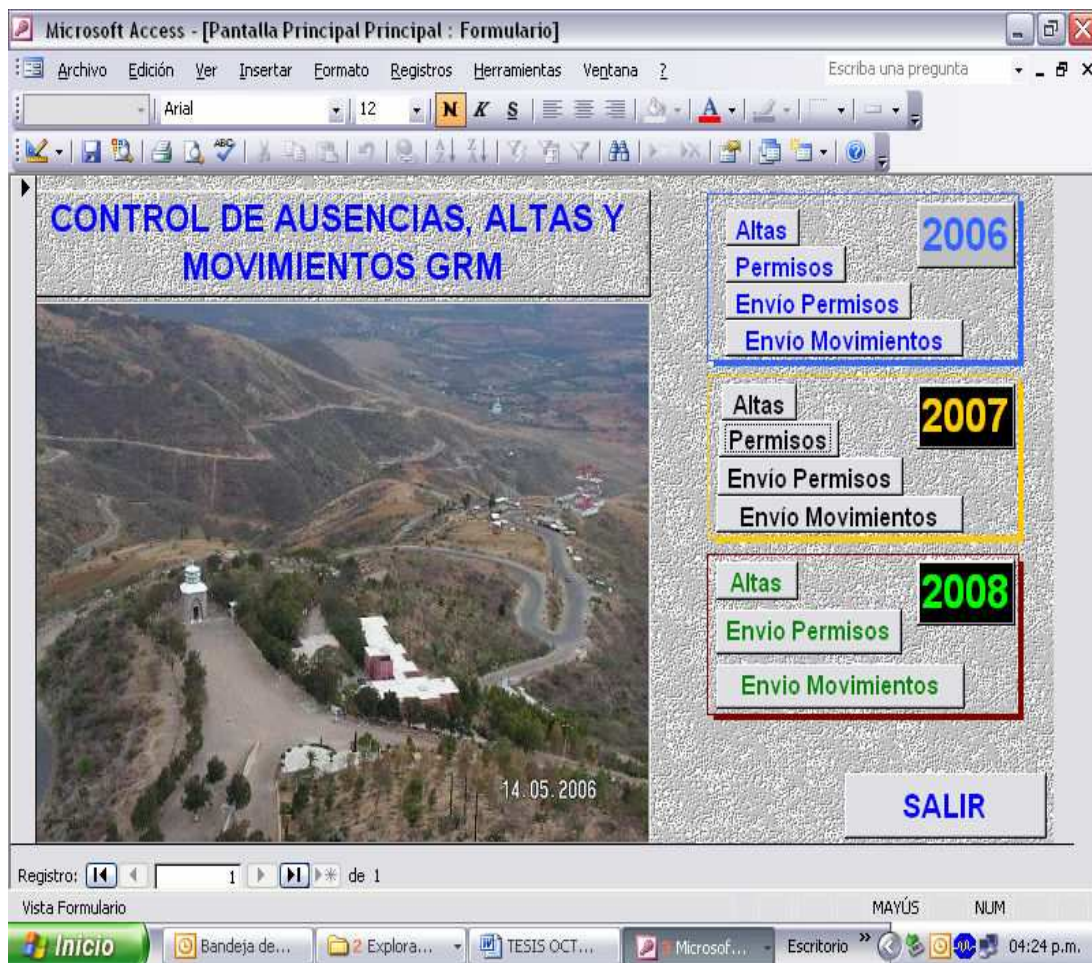 Microsoft Access - [Pantalla Principal Principal : Formulario]
Archivo Edición Ver Insertar Formato Registros Herramientas Ventana ? Escriba una pregunta
Arial 12 N K S A
ABC
CONTROL DE AUSENCIAS, ALTAS Y
MOVIMIENTOS GRM
14.05.2006
2006
Altas
Permisos
Envío Permisos
Envío Movimientos
2007
Altas
Permisos
Envío Permisos
Envío Movimientos
2008
Altas
Envio Permisos
Envio Movimientos
SALIR
Registro: 1 de 1
Vista Formulario MAYÚS NUM
Inicio Bandeja de... 2 Explora... TESIS OCT... Microsof... Escritorio » 04:24 p.m.